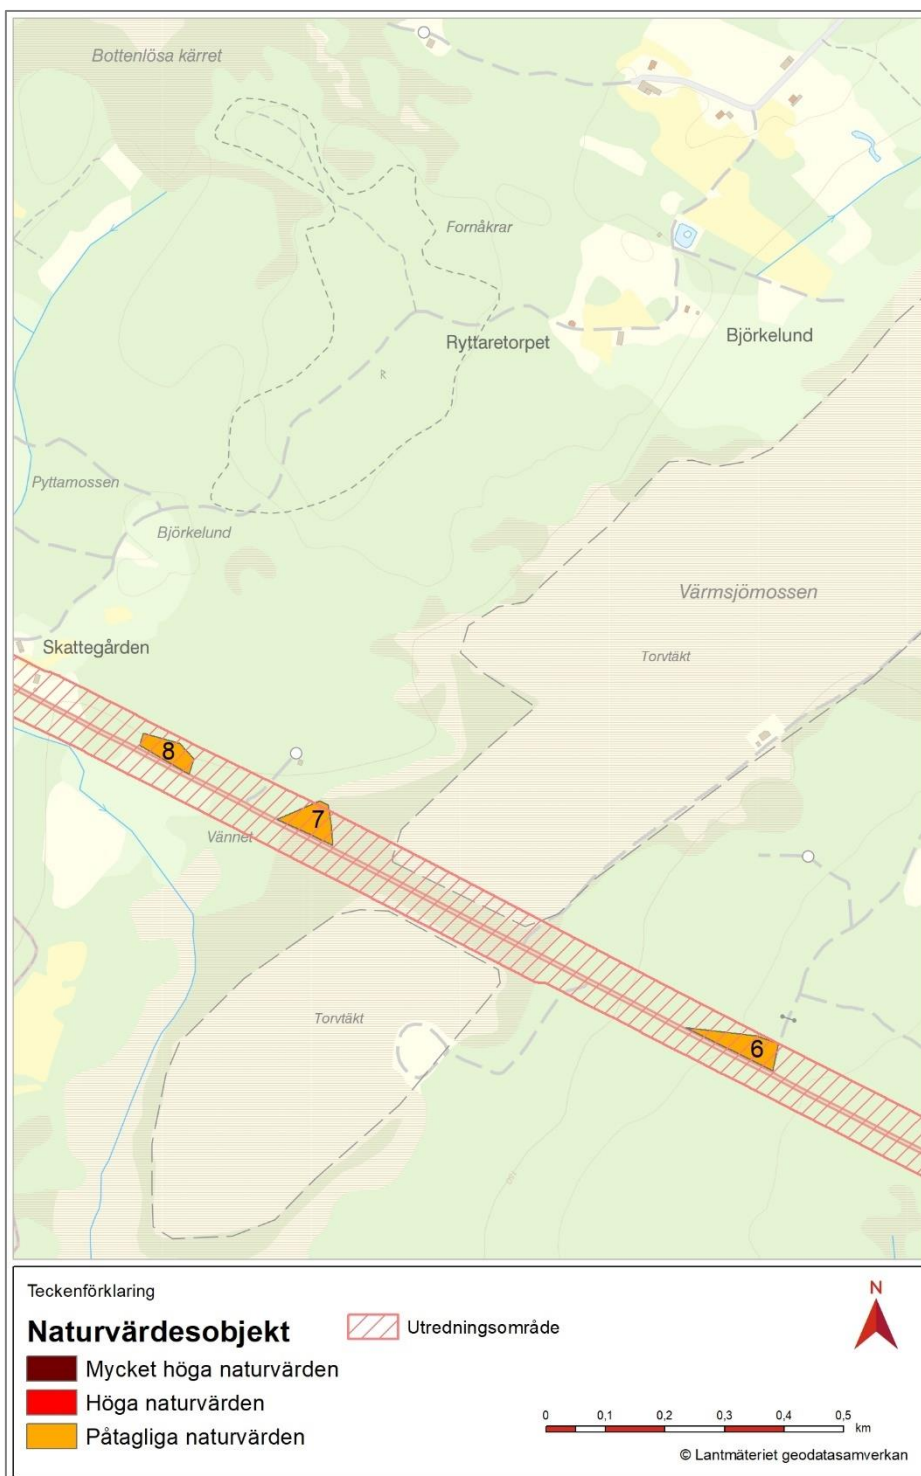 Bottenlösa kärret
Fornåkrar
Ryttaretorpet
Björkelund
R
Pyttamossen
Björkelund
Värmsjömossen
Skattegården
Torvtäkt
8
7
Vännet
Torvtäkt
6
Teckenförklaring
Naturvärdesobjekt
Utredningsområde
N
Mycket höga naturvärden
Höga naturvärden
Påtagliga naturvärden
0 0,1 0,2 0,3 0,4 0,5
km
© Lantmäteriet geodatasamverkan